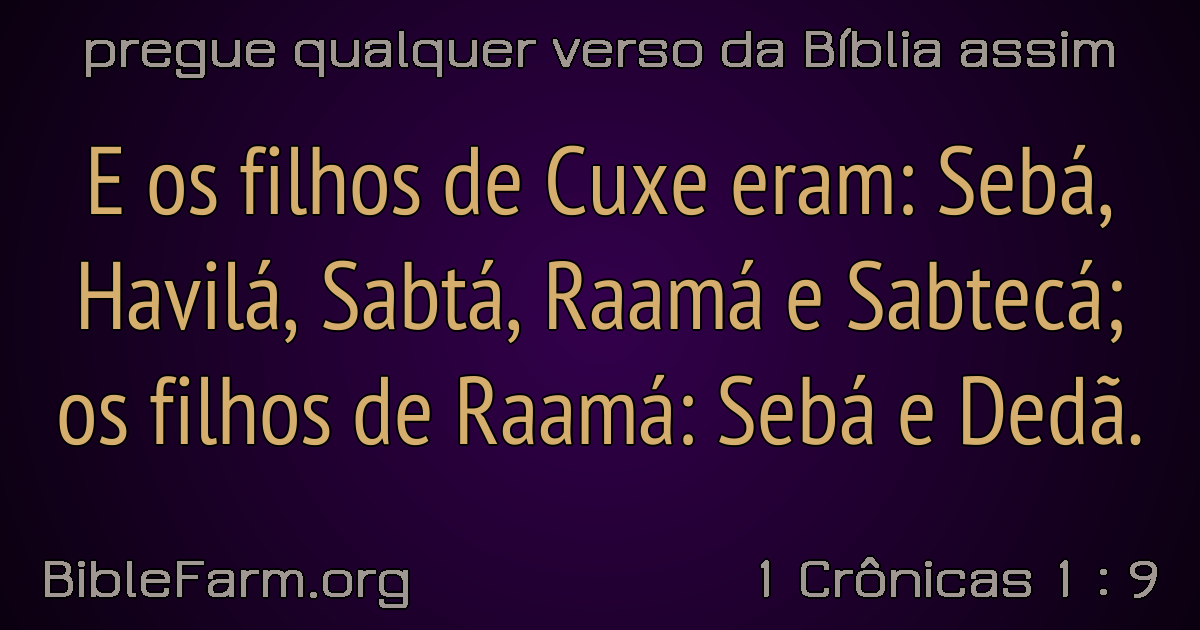 pregue qualquer verso da Bíblia assim
E os filhos de Cuxe eram: Sebá,
Havilá, Sabtá, Raamá e Sabtecá;
os filhos de Raamá: Sebá e Dedã.
BibleFarm.org
1 Crônicas 1 : 9